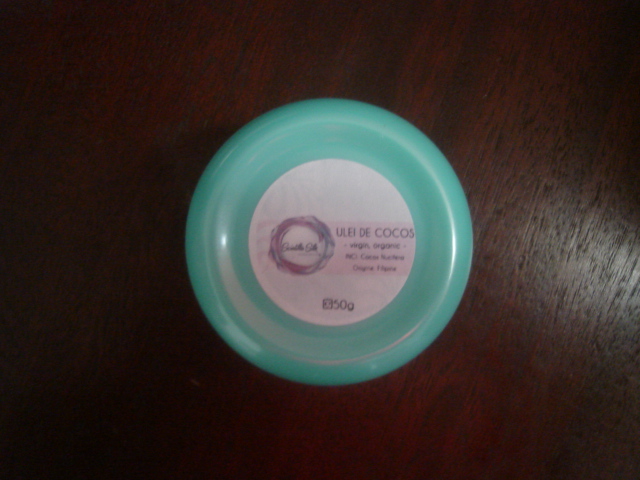 ULEI DE COCOS
- virgin, organic -
INCI: Cocos Nucifera
Origine: Filipine
50g